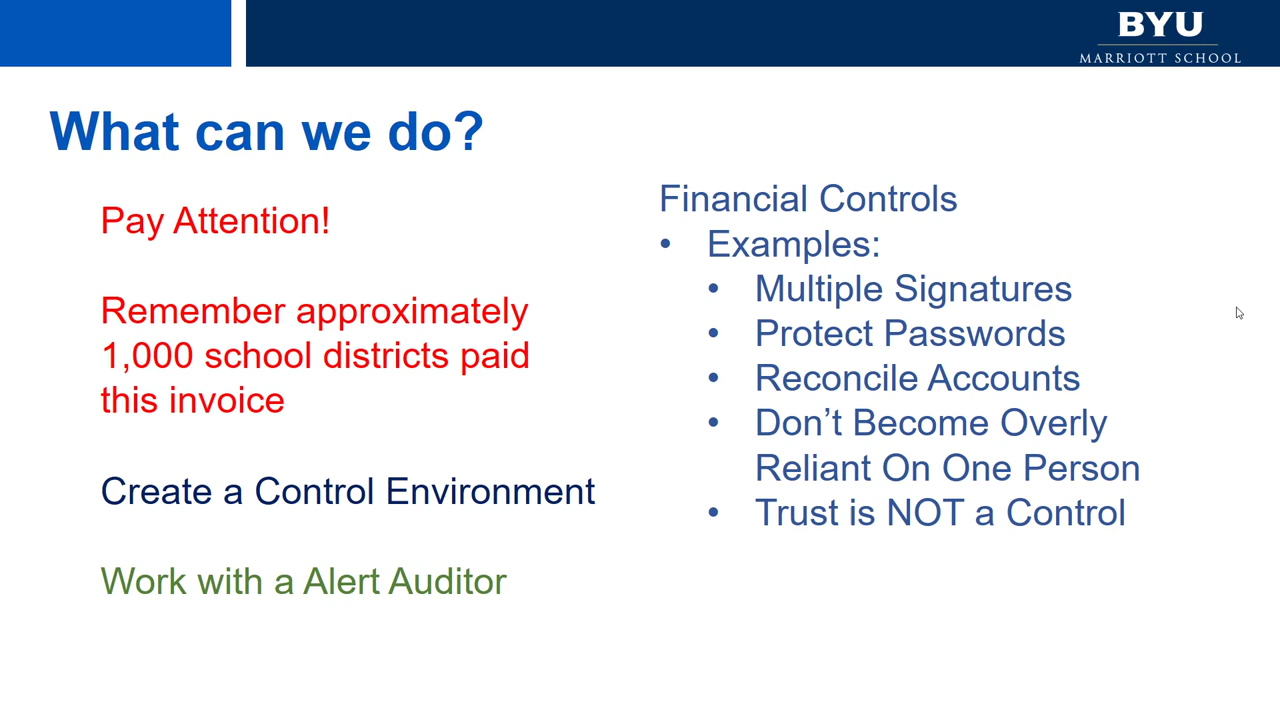 BYU
MARRIOTT SCHOOL
What can we do?
Pay Attention!
Remember approximately
1,000 school districts paid
this invoice
Create a Control Environment
Work with a Alert Auditor
Financial Controls
• Examples:
• Multiple Signatures
• Protect Passwords
• Reconcile Accounts
• Don’t Become Overly
Reliant On One Person
• Trust is NOT a Control